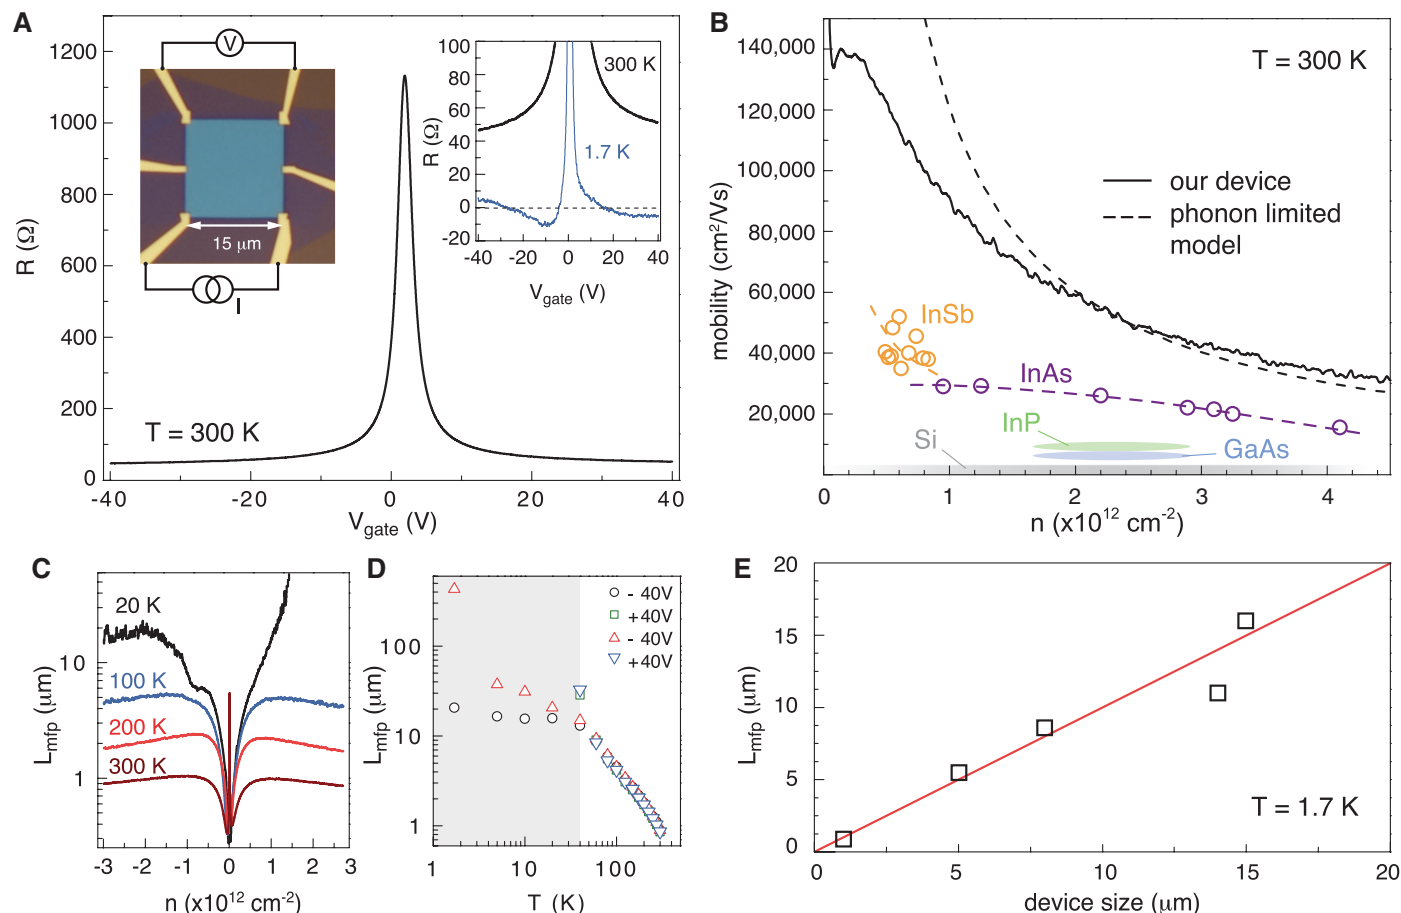 A
1200
1000
800
600
400
200
0
R (Ω)
-40
-20
0
20
40
V gate (V)
T = 300 K
V
15 μm
I
100
80
60
40
20
0
-20
R (Ω)
-40
-20
0
20
40
V gate (V)
300 K
1.7 K
B
140,000
120,000
100,000
80,000
60,000
40,000
20,000
mobility (cm²/Vs)
T = 300 K
our device
phonon limited
model
InSb
InAs
InP
GaAs
Si
0
1
2
3
4
n (x10¹² cm⁻²)
C
10
1
L mfp (μm)
20 K
100 K
200 K
300 K
-3
-2
-1
0
1
2
3
n (x10¹² cm⁻²)
D
100
10
1
L mfp (μm)
- 40V
+40V
- 40V
+40V
1
10
100
T (K)
E
20
15
10
5
0
L mfp (μm)
T = 1.7 K
0
5
10
15
20
device size (μm)